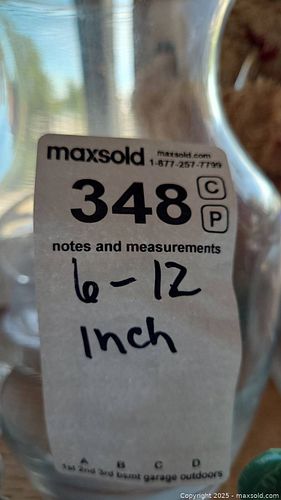 maxsold maxsold.com
1-877-257-7799
348 C
P
notes and measurements
6-12
Inch
A B C D
1st 2nd 3rd bsmt garage outdoors
Copyright © 2025 - maxsold.com